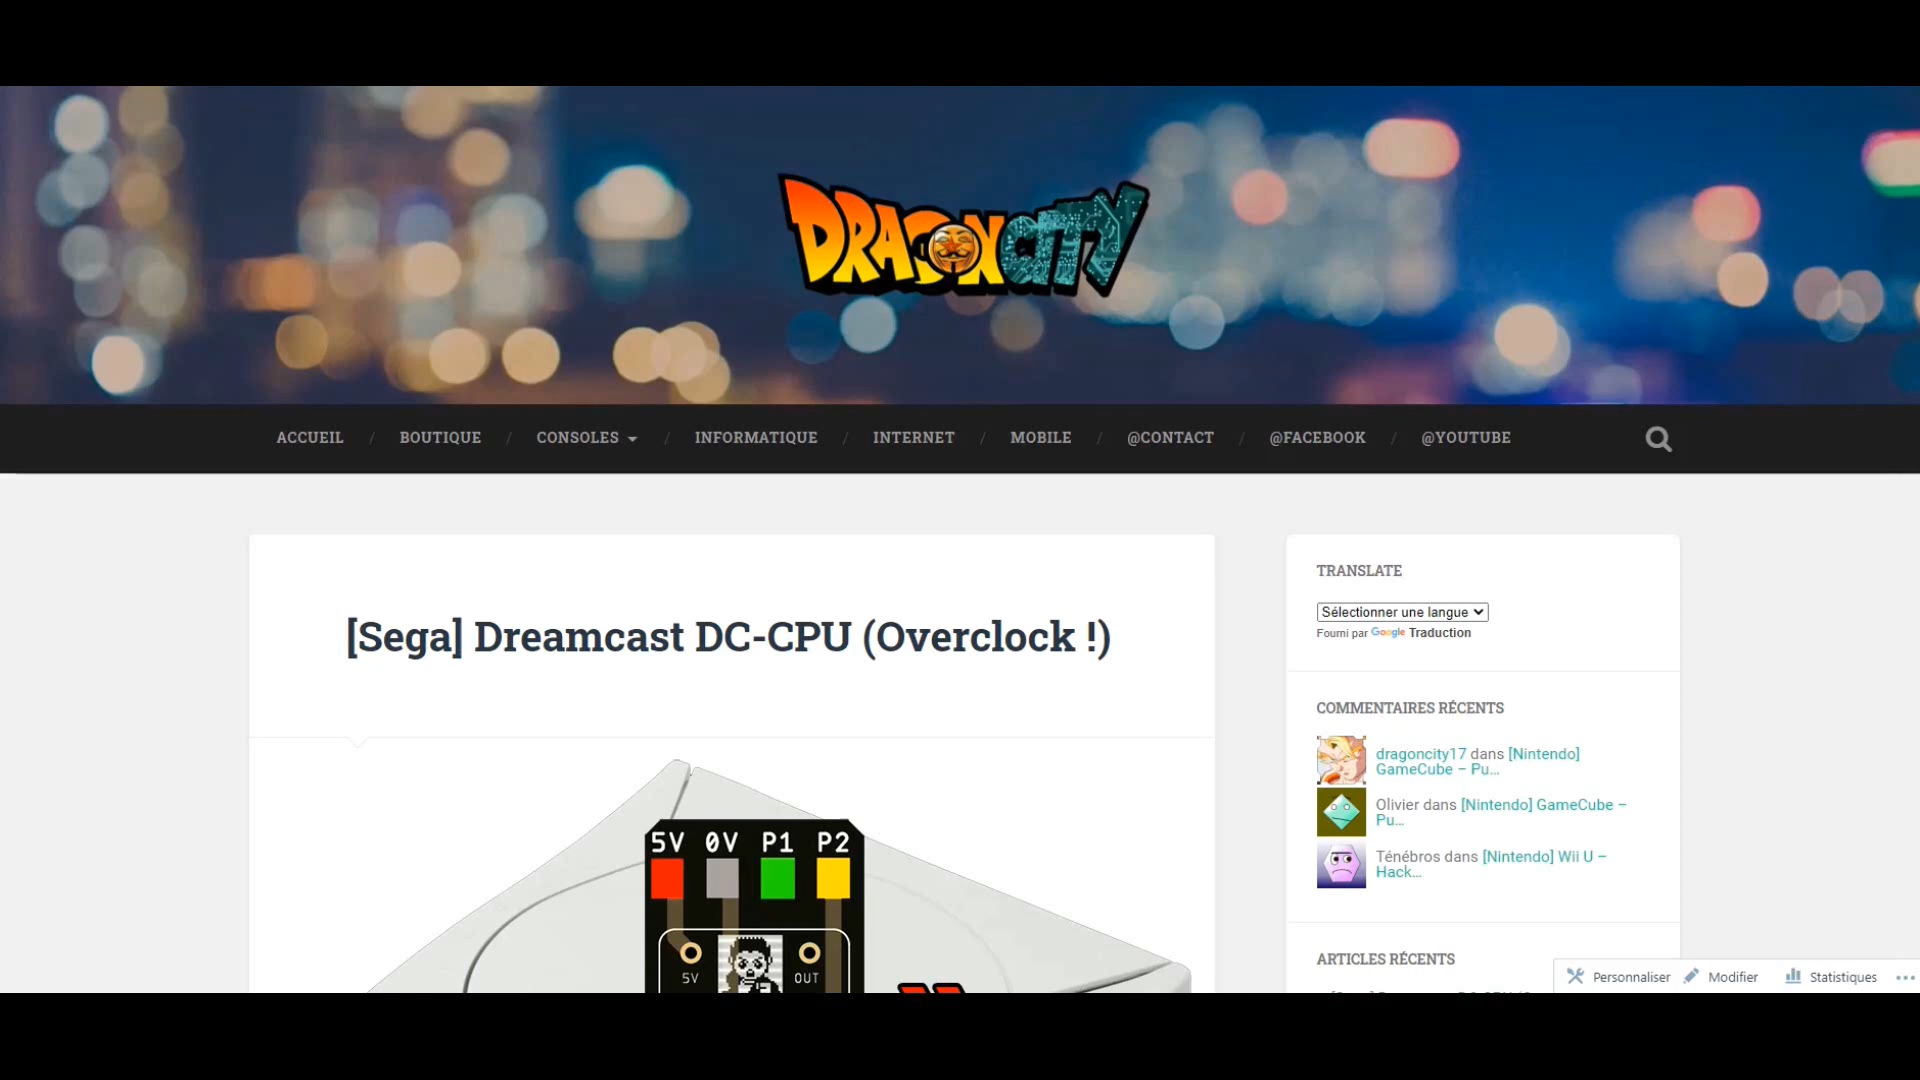 DRAGON CITY
ACCUEIL / BOUTIQUE / CONSOLES / INFORMATIQUE / INTERNET / MOBILE / @CONTACT / @FACEBOOK / @YOUTUBE
[Sega] Dreamcast DC-CPU (Overclock !)
5V 0V P1 P2
5V OUT
TRANSLATE
Sélectionner une langue
Fourni par Google Traduction
COMMENTAIRES RÉCENTS
dragoncity17 dans [Nintendo]
GameCube – Pu...
Olivier dans [Nintendo] GameCube –
Pu...
Ténébros dans [Nintendo] Wii U –
Hack...
ARTICLES RÉCENTS
Personnaliser Modifier Statistiques ...